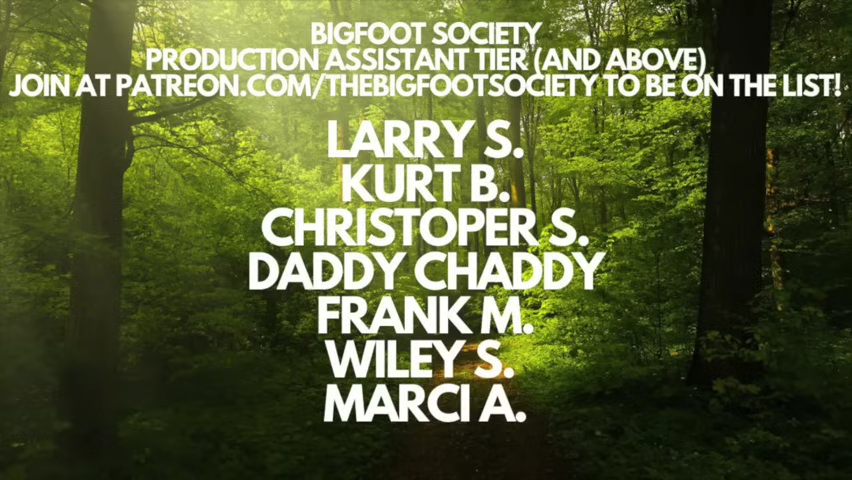 BIGFOOT SOCIETY
PRODUCTION ASSISTANT TIER (AND ABOVE)
JOIN AT PATREON.COM/THEBIGFOOTSOCIETY TO BE ON THE LIST!
LARRY S.
KURT B.
CHRISTOPER S.
DADDY CHADDY
FRANK M.
WILEY S.
MARCI A.